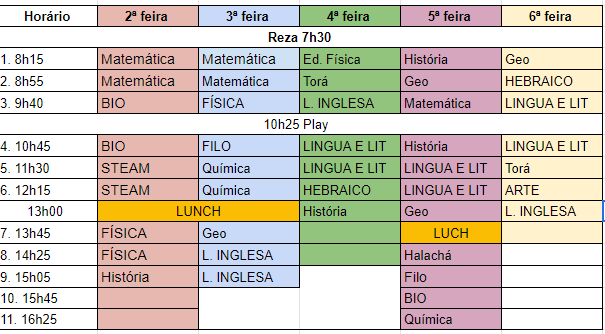 Horário 2ª feira 3ª feira 4ª feira 5ª feira 6ª feira
Reza 7h30
1. 8h15 Matemática Matemática Ed. Física História Geo
2. 8h55 Matemática Matemática Torá Geo HEBRAICO
3. 9h40 BIO FÍSICA L. INGLESA Matemática LINGUA E LIT
10h25 Play
4. 10h45 BIO FILO LINGUA E LIT História LINGUA E LIT
5. 11h30 STEAM Química LINGUA E LIT LINGUA E LIT Torá
6. 12h15 STEAM Química HEBRAICO LINGUA E LIT ARTE
13h00 LUNCH História Geo L. INGLESA
7. 13h45 FÍSICA Geo LUCH
8. 14h25 FÍSICA L. INGLESA Halachá
9. 15h05 História L. INGLESA Filo
10. 15h45 BIO
11. 16h25 Química